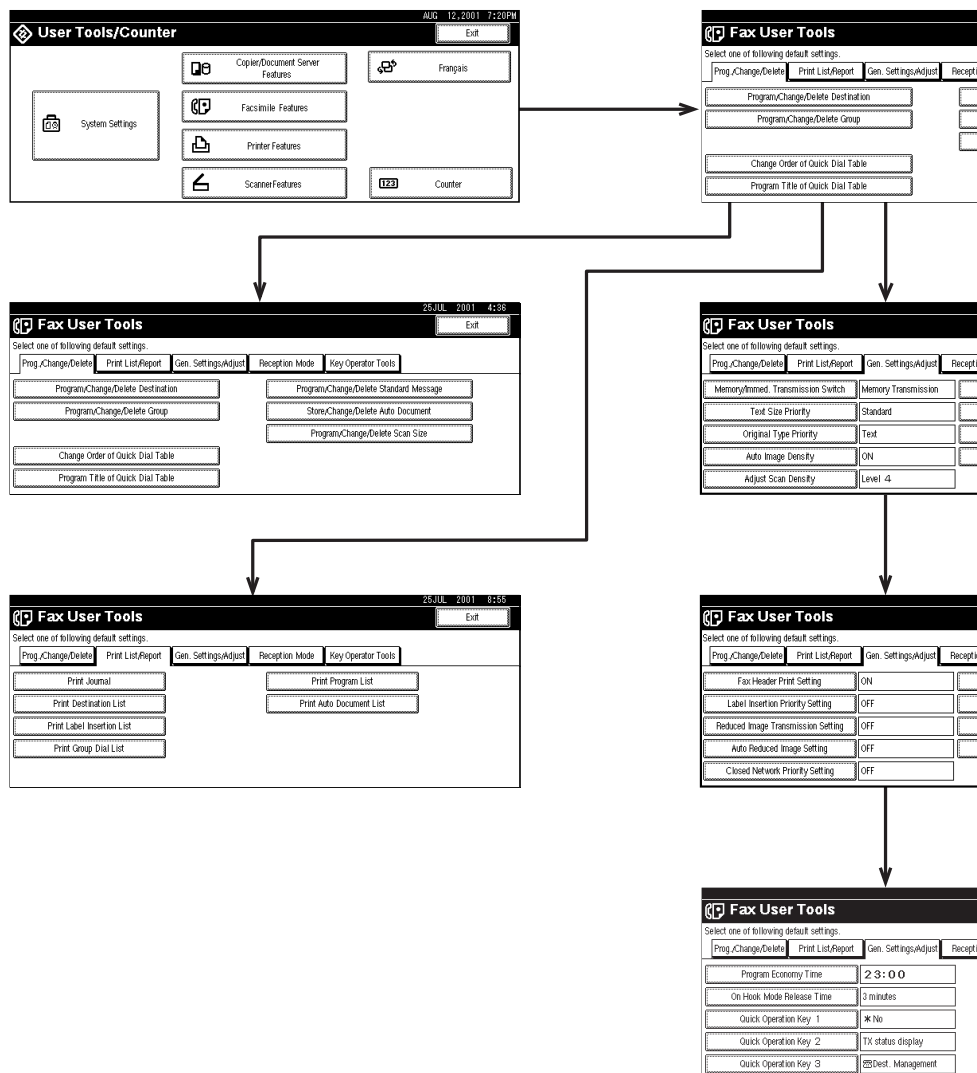 AUG 12,2001 7:20PM
User Tools/Counter
Exit
System Settings
Copier/Document Server
Features
Facsimile Features
Printer Features
ScannerFeatures
Français
123
Counter
Fax User Tools
Select one of following default settings.
Prog./Change/Delete Print List/Report Gen. Settings/Adjust Recepti
Program/Change/Delete Destination
Program/Change/Delete Group
Change Order of Quick Dial Table
Program Title of Quick Dial Table
25JUL 2001 4:36
Fax User Tools
Exit
Select one of following default settings.
Prog./Change/Delete Print List/Report Gen. Settings/Adjust Reception Mode Key Operator Tools
Program/Change/Delete Destination Program/Change/Delete Standard Message
Program/Change/Delete Group Store/Change/Delete Auto Document
Program/Change/Delete Scan Size
Change Order of Quick Dial Table
Program Title of Quick Dial Table
Fax User Tools
Select one of following default settings.
Prog./Change/Delete Print List/Report Gen. Settings/Adjust Recepti
Memory/Immed. Transmission Switch Memory Transmission
Text Size Priority Standard
Original Type Priority Text
Auto Image Density ON
Adjust Scan Density Level 4
25JUL 2001 8:55
Fax User Tools
Exit
Select one of following default settings.
Prog./Change/Delete Print List/Report Gen. Settings/Adjust Reception Mode Key Operator Tools
Print Journal Print Program List
Print Destination List Print Auto Document List
Print Label Insertion List
Print Group Dial List
Fax User Tools
Select one of following default settings.
Prog./Change/Delete Print List/Report Gen. Settings/Adjust Recepti
Fax Header Print Setting ON
Label Insertion Priority Setting OFF
Reduced Image Transmission Setting OFF
Auto Reduced Image Setting OFF
Closed Network Priority Setting OFF
Fax User Tools
Select one of following default settings.
Prog./Change/Delete Print List/Report Gen. Settings/Adjust Recepti
Program Economy Time 23:00
On Hook Mode Release Time 3 minutes
Quick Operation Key 1 * No
Quick Operation Key 2 TX status display
Quick Operation Key 3 ☎Dest. Management